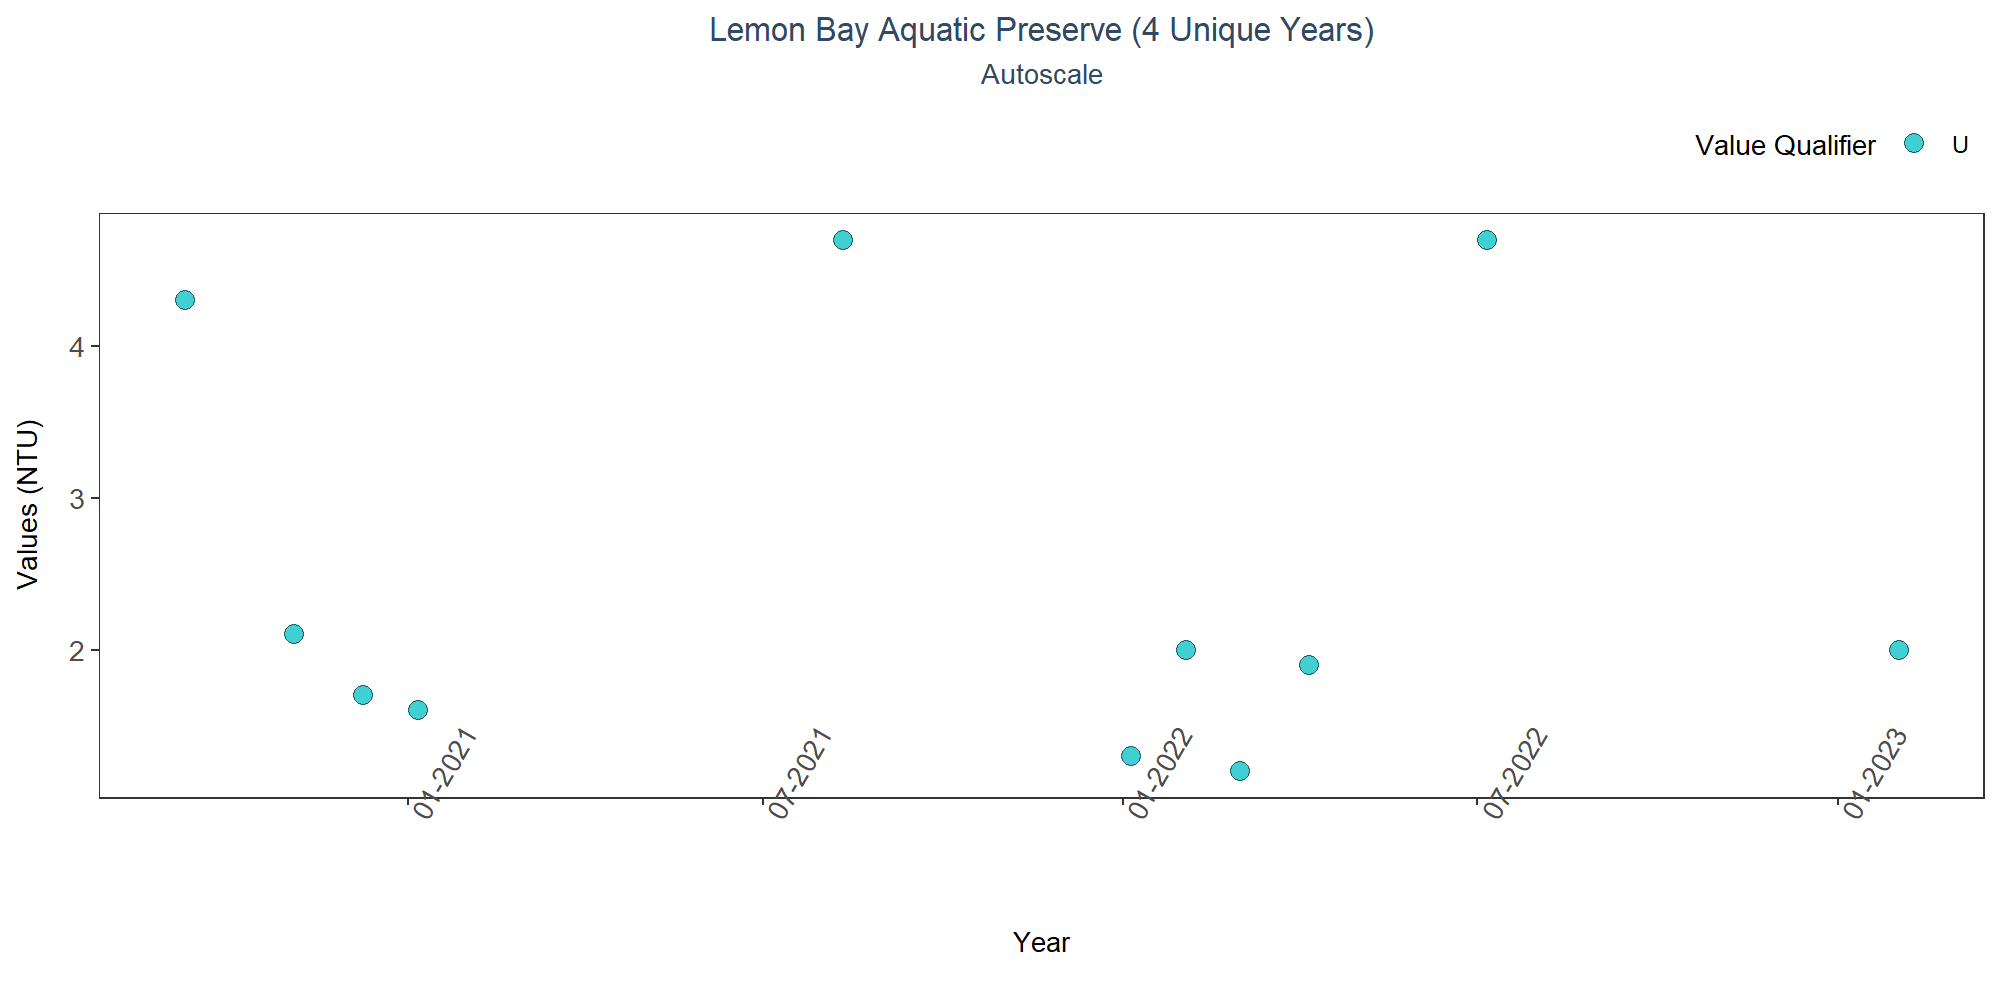 Lemon Bay Aquatic Preserve (4 Unique Years)
Autoscale
Value Qualifier U
Values (NTU)
4
3
2
01-2021
07-2021
01-2022
07-2022
01-2023
Year